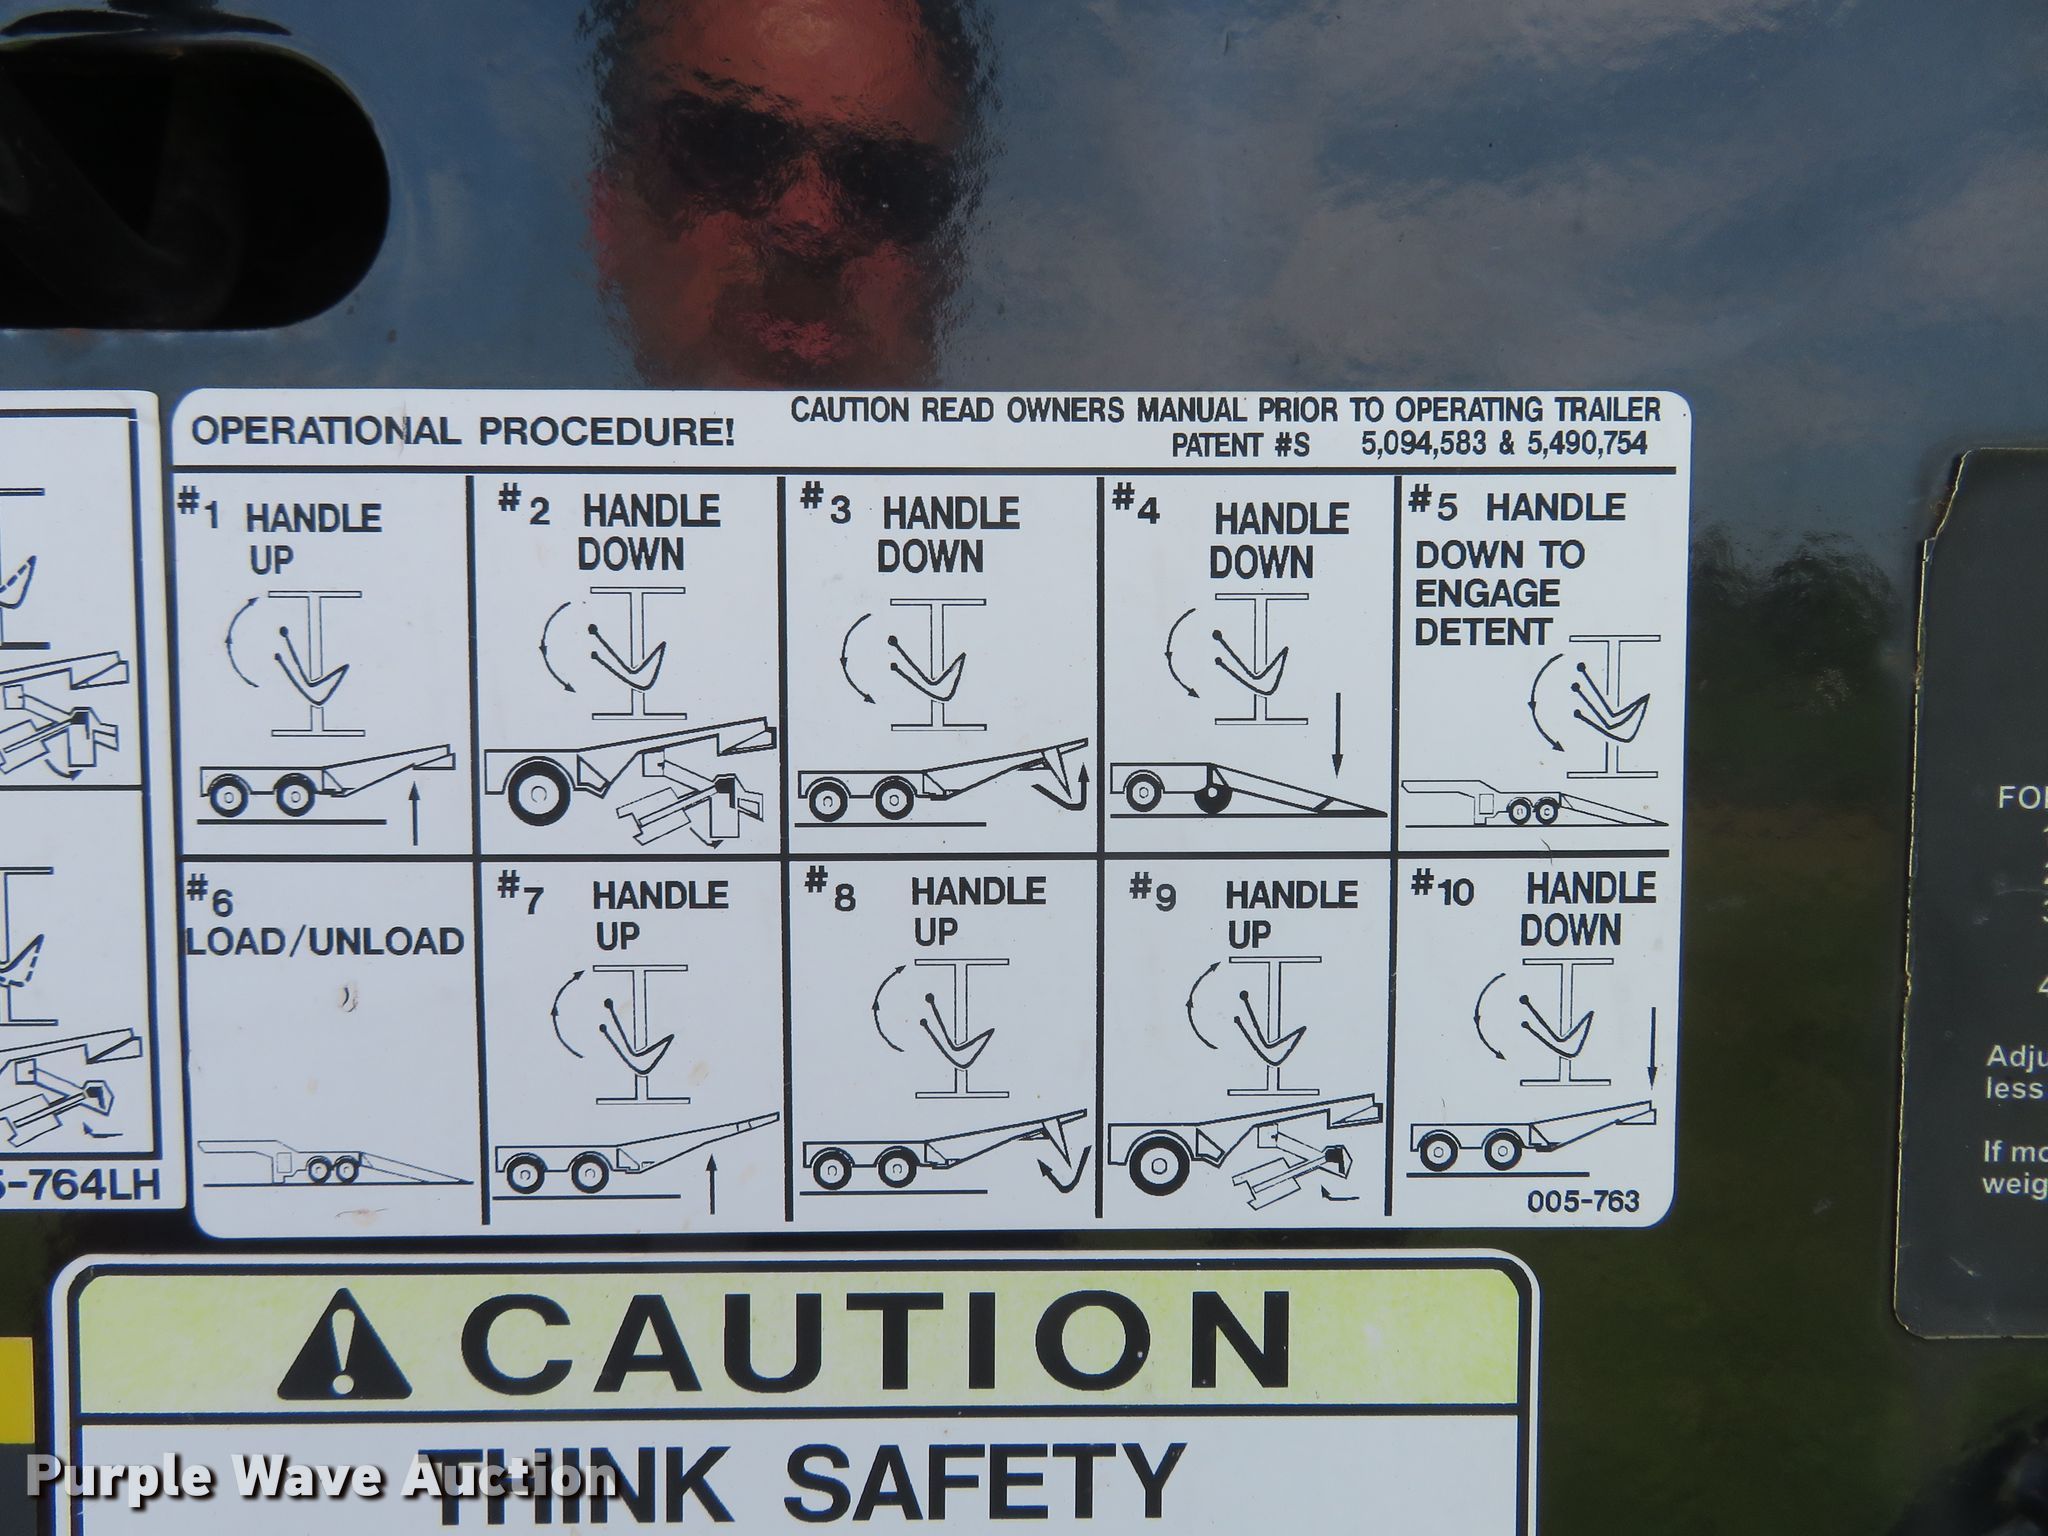 OPERATIONAL PROCEDURE!
CAUTION READ OWNERS MANUAL PRIOR TO OPERATING TRAILER
PATENT #S 5,094,583 & 5,490,754
#1 HANDLE
UP
#2 HANDLE
DOWN
#3 HANDLE
DOWN
#4 HANDLE
DOWN
#5 HANDLE
DOWN TO
ENGAGE
DETENT
#6
LOAD/UNLOAD
#7 HANDLE
UP
#8 HANDLE
UP
#9 HANDLE
UP
#10 HANDLE
DOWN
005-763
5-764LH
CAUTION
THINK SAFETY
Adju
less
If mo
weig
Purple Wave Auction